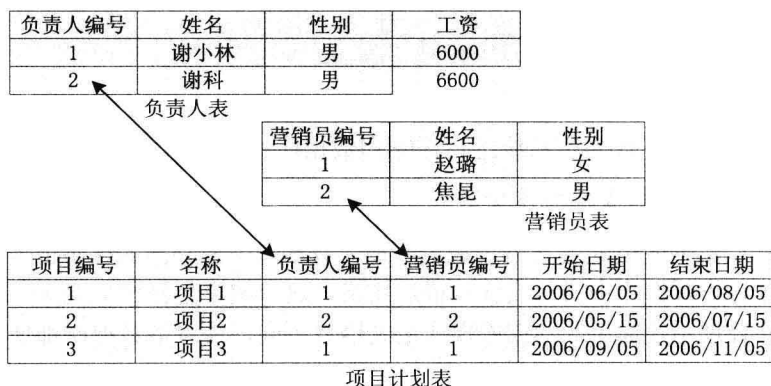 负责人编号 姓名 性别 工资
1 谢小林 男 6000
2 谢科 男 6600
负责人表
营销员编号 姓名 性别
1 赵璐 女
2 焦昆 男
营销员表
项目编号 名称 负责人编号 营销员编号 开始日期 结束日期
1 项目1 1 1 2006/06/05 2006/08/05
2 项目2 2 2 2006/05/15 2006/07/15
3 项目3 1 1 2006/09/05 2006/11/05
项目计划表